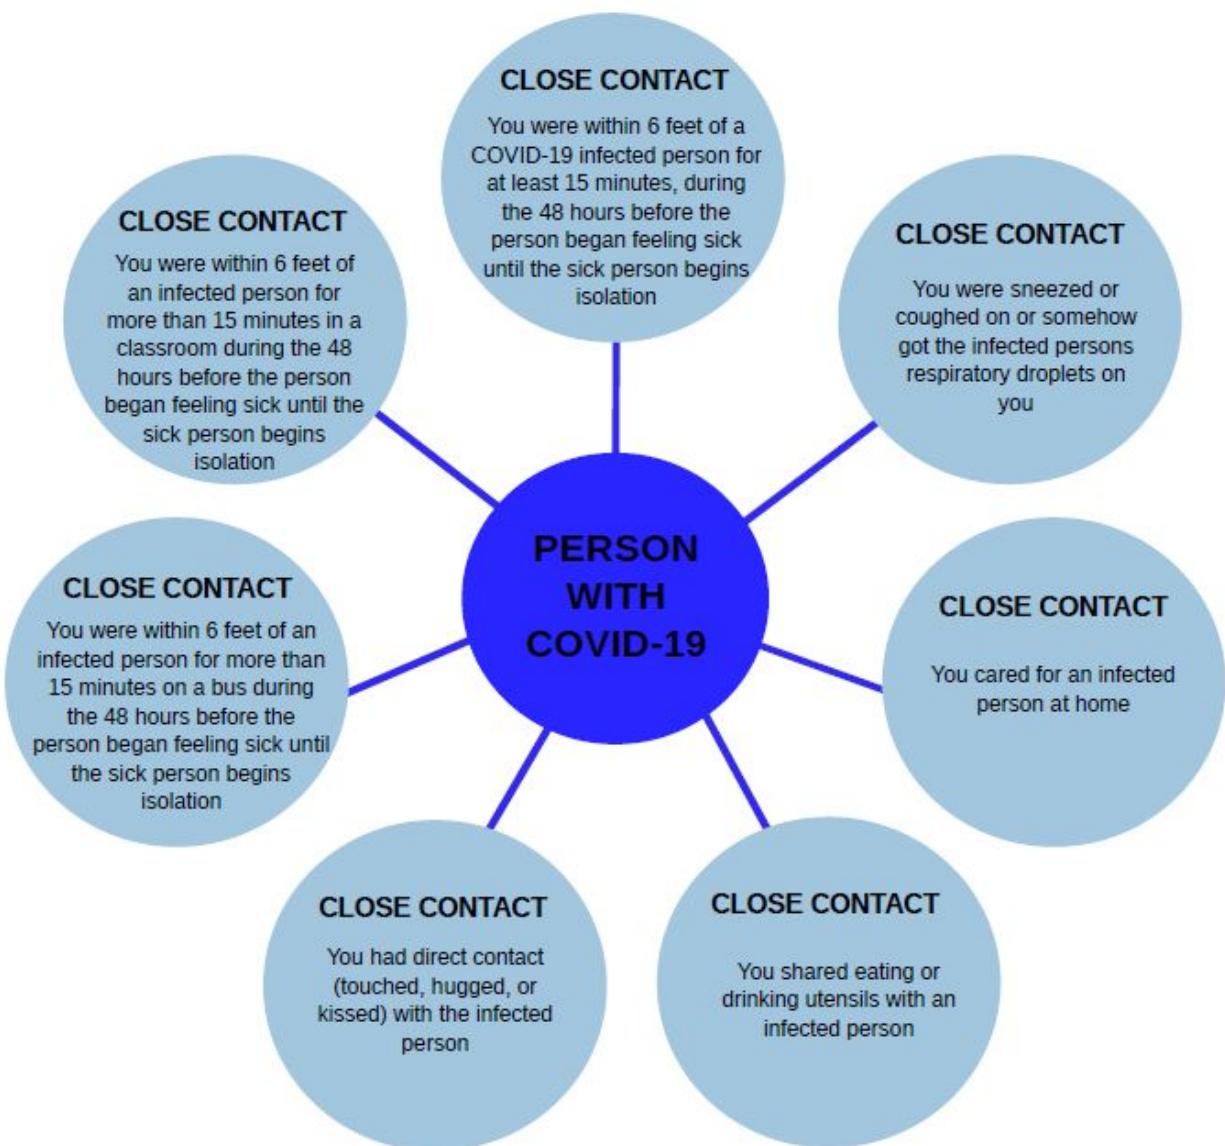 CLOSE CONTACT
You were within 6 feet of a
COVID-19 infected person for
at least 15 minutes, during
the 48 hours before the
person began feeling sick
until the sick person begins
isolation
CLOSE CONTACT
You were within 6 feet of
an infected person for
more than 15 minutes in a
classroom during the 48
hours before the person
began feeling sick until the
sick person begins
isolation
CLOSE CONTACT
You were sneezed or
coughed on or somehow
got the infected persons
respiratory droplets on
you
PERSON
WITH
COVID-19
CLOSE CONTACT
You were within 6 feet of an
infected person for more than
15 minutes on a bus during
the 48 hours before the
person began feeling sick until
the sick person begins
isolation
CLOSE CONTACT
You cared for an infected
person at home
CLOSE CONTACT
You had direct contact
(touched, hugged, or
kissed) with the infected
person
CLOSE CONTACT
You shared eating or
drinking utensils with an
infected person